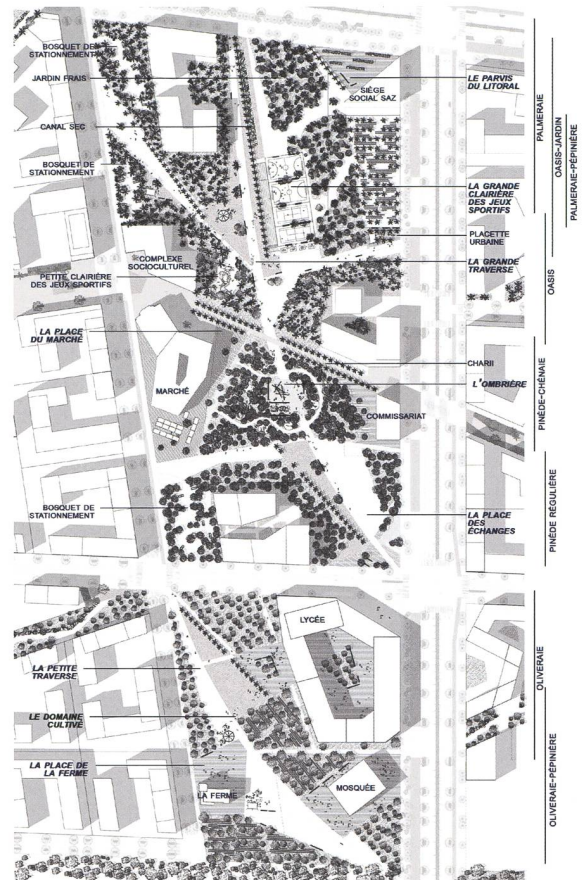 BOSQUET DE
STATIONNEMENT
JARDIN FRAIS
CANAL SEC
BOSQUET DE
STATIONNEMENT
SIÈGE
SOCIAL SAZ
LE PARVIS
DU LITORAL
LA GRANDE
CLAIRIÈRE
DES JEUX
SPORTIFS
PLACETTE
URBAINE
LA GRANDE
TRAVERSE
COMPLEXE
SOCIOCULTUREL
PETITE CLAIRIÈRE
DES JEUX SPORTIFS
LA PLACE
DU MARCHÉ
MARCHÉ
CHARII
L'OMBRIÈRE
COMMISSARIAT
BOSQUET DE
STATIONNEMENT
LA PLACE
DES
ÉCHANGES
LYCÉE
LA PETITE
TRAVERSE
LE DOMAINE
CULTIVÉ
LA PLACE DE
LA FERME
LA FERME
MOSQUÉE
PALMERAIE
OASIS-JARDIN
PALMERAIE-PÉPINIÈRE
OASIS
PINÈDE-CHÊNAIE
PINÈDE RÉGULIÈRE
OLIVERAIE
OLIVERAIE-PÉPINIÈRE